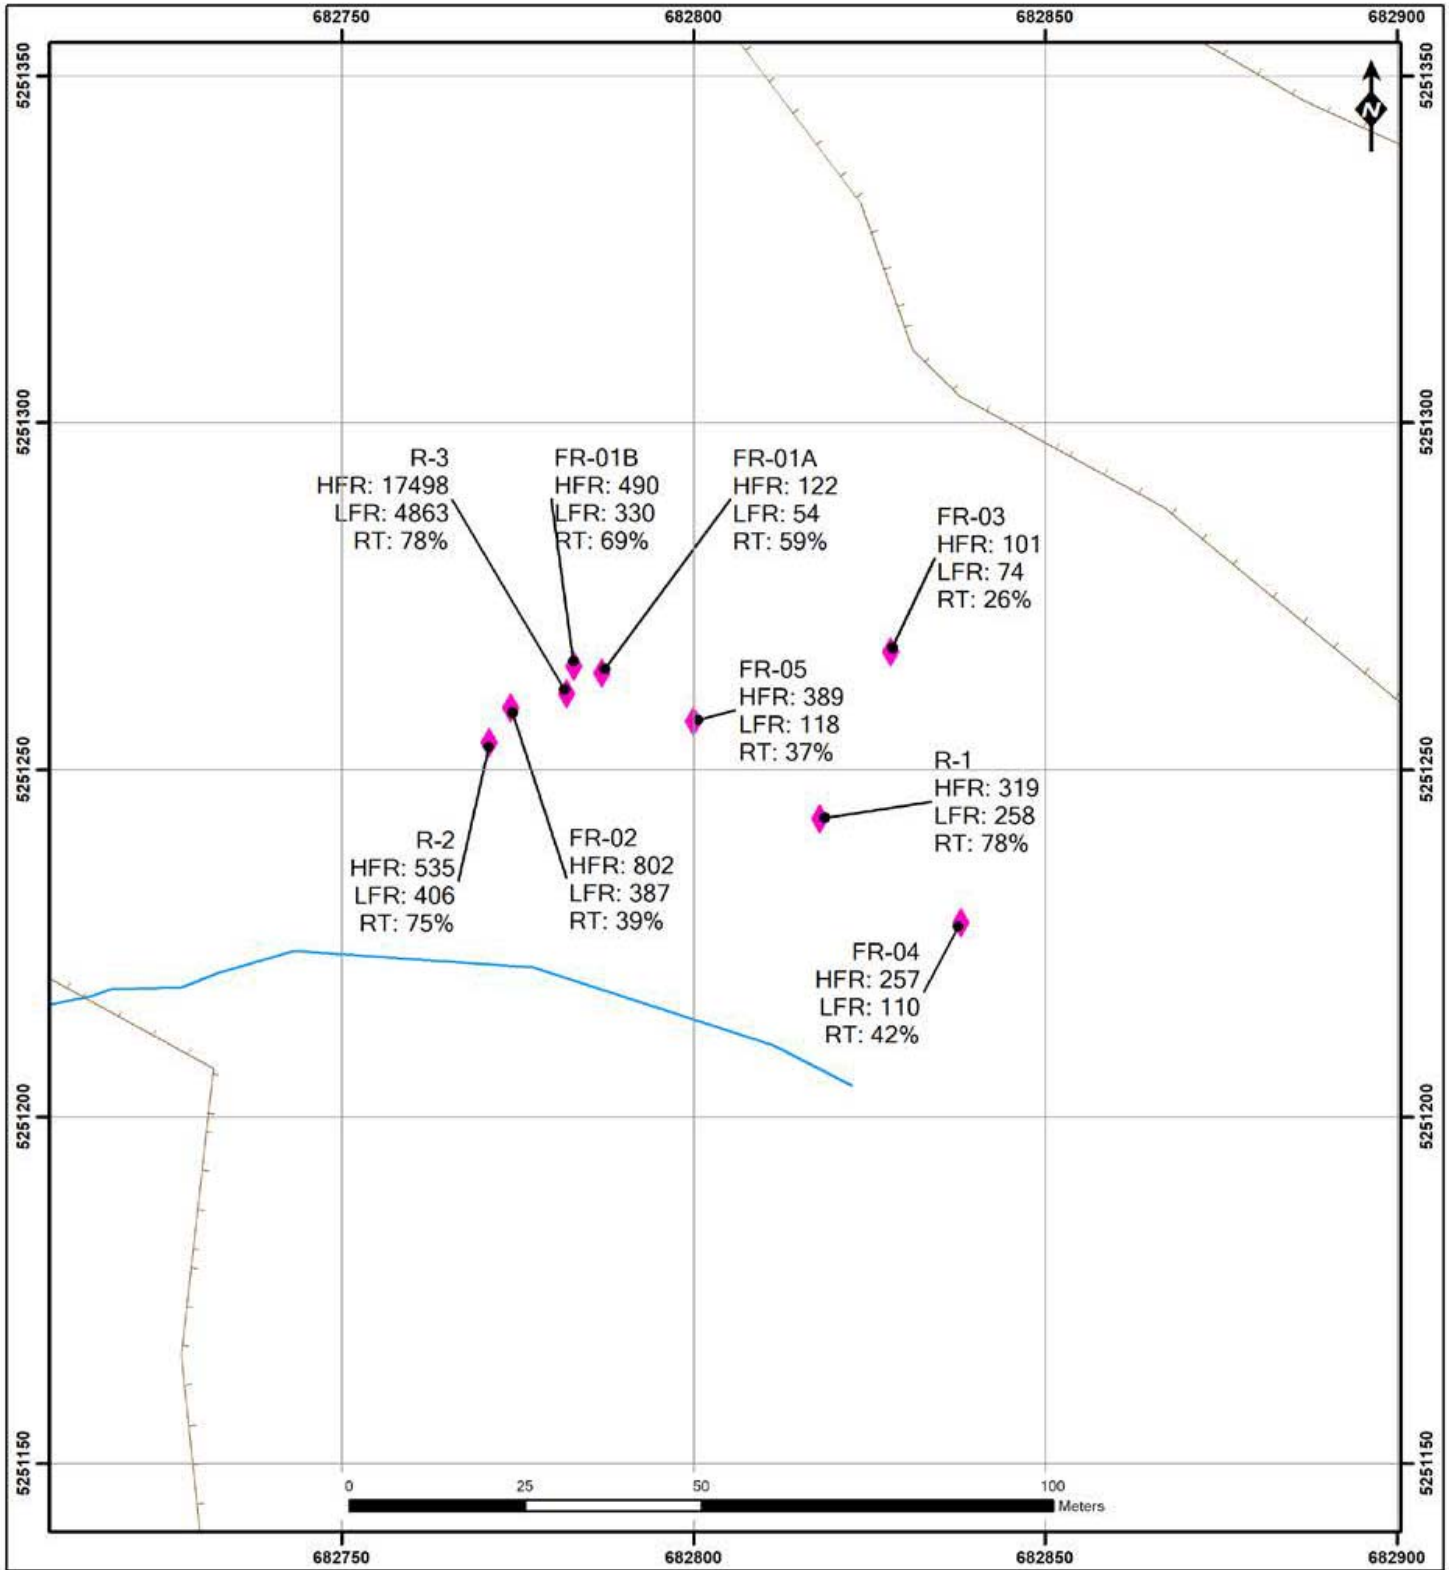 682750
682800
682850
682900
5251350
5251350
N
5251300
5251300
R-3
HFR: 17498
LFR: 4863
RT: 78%
FR-01B
HFR: 490
LFR: 330
RT: 69%
FR-01A
HFR: 122
LFR: 54
RT: 59%
FR-03
HFR: 101
LFR: 74
RT: 26%
FR-05
HFR: 389
LFR: 118
RT: 37%
5251250
5251250
R-1
HFR: 319
LFR: 258
RT: 78%
R-2
HFR: 535
LFR: 406
RT: 75%
FR-02
HFR: 802
LFR: 387
RT: 39%
FR-04
HFR: 257
LFR: 110
RT: 42%
5251200
5251200
5251150
5251150
0
25
50
100
Meters
682750
682800
682850
682900